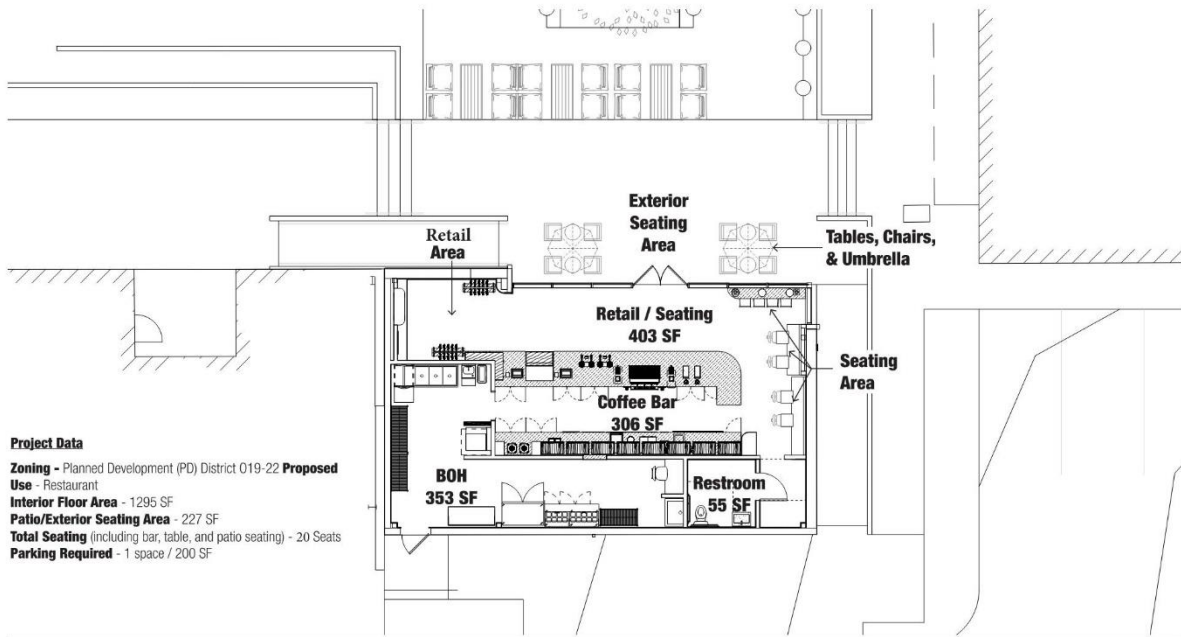 Exterior
Seating
Area
Retail
Area
Tables, Chairs,
& Umbrella
Retail / Seating
403 SF
Seating
Area
Coffee Bar
306 SF
BOH
353 SF
Restroom
55 SF
Project Data
Zoning - Planned Development (PD) District O19-22 Proposed
Use - Restaurant
Interior Floor Area - 1295 SF
Patio/Exterior Seating Area - 227 SF
Total Seating (including bar, table, and patio seating) - 20 Seats
Parking Required - 1 space / 200 SF